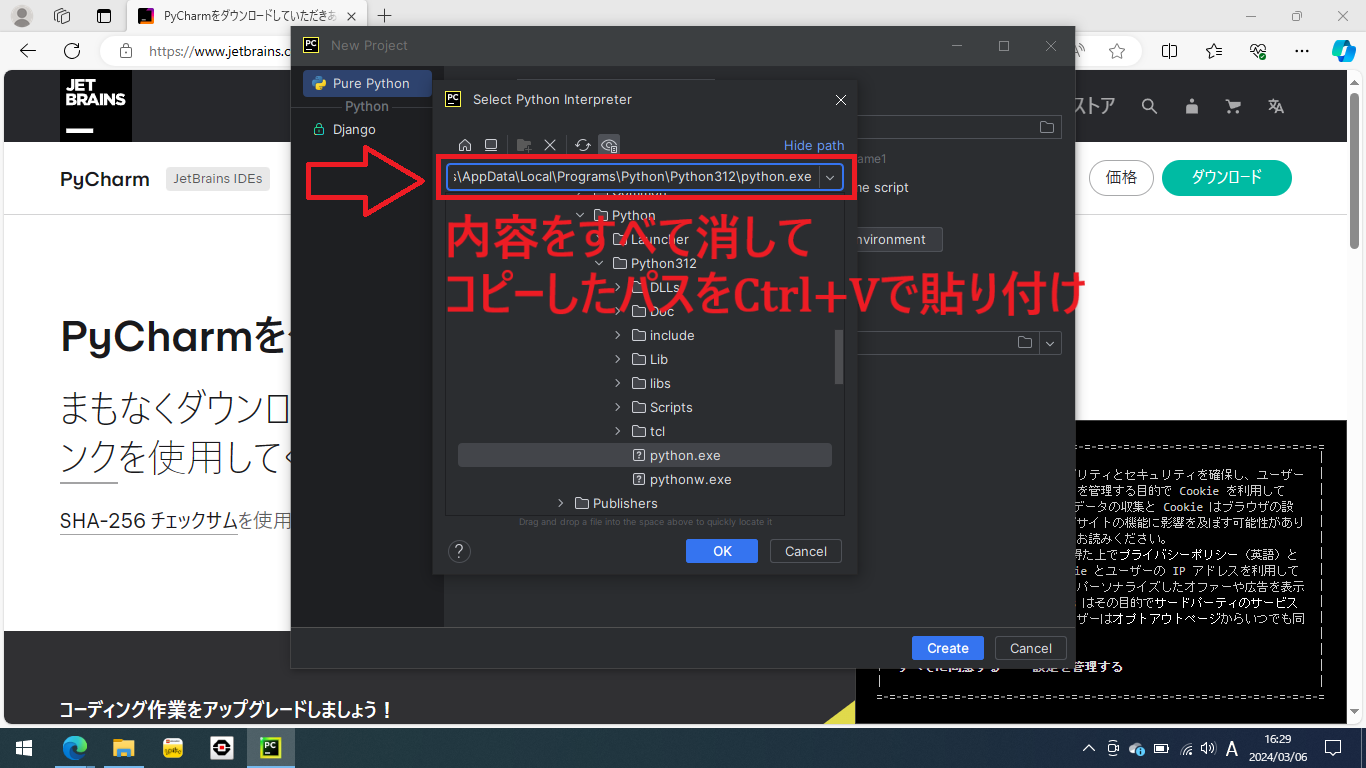 PyCharmをダウンロードしていただきあ
https://www.jetbrains.c
JET
BRAINS
ストア
PyCharm
JetBrains IDEs
価格
ダウンロード
PyCharmを
まもなくダウンロ
ンクを使用して
SHA-256 チェックサムを使用
コーディング作業をアップグレードしましょう！
PC
New Project
Pure Python
Python
Django
ame1
ne script
nvironment
Create
Cancel
PC
Select Python Interpreter
Hide path
s\AppData\Local\Programs\Python\Python312\python.exe
内容をすべて消して
コピーしたパスをCtrl+Vで貼り付け
Common
Python
Launcher
Python312
DLLs
Doc
include
Lib
libs
Scripts
tcl
python.exe
pythonw.exe
Publishers
Drag and drop a file into the space above to quickly locate it
?
OK
Cancel
リティとセキュリティを確保し、ユーザー
を管理する目的で Cookie を利用して
データの収集と Cookie はブラウザの設
サイトの機能に影響を及ぼす可能性があり
お読みください。
得た上でプライバシーポリシー（英語）と
ie とユーザーの IP アドレスを利用して
パーソナライズしたオファーや広告を表示
はその目的でサードパーティのサービス
ザーはオプトアウトページからいつでも同
すべてに同意する
設定を管理する
PC
A
16:29
2024/03/06